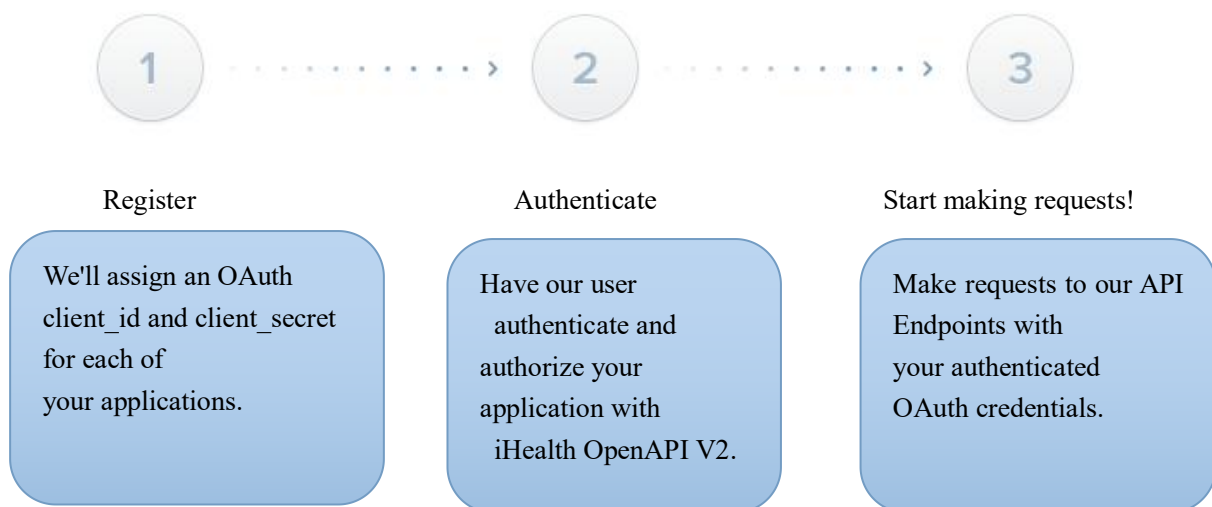 1
2
3
Register
Authenticate
Start making requests!
We'll assign an OAuth
client_id and client_secret
for each of
your applications.
Have our user
authenticate and
authorize your
application with
iHealth OpenAPI V2.
Make requests to our API
Endpoints with
your authenticated
OAuth credentials.